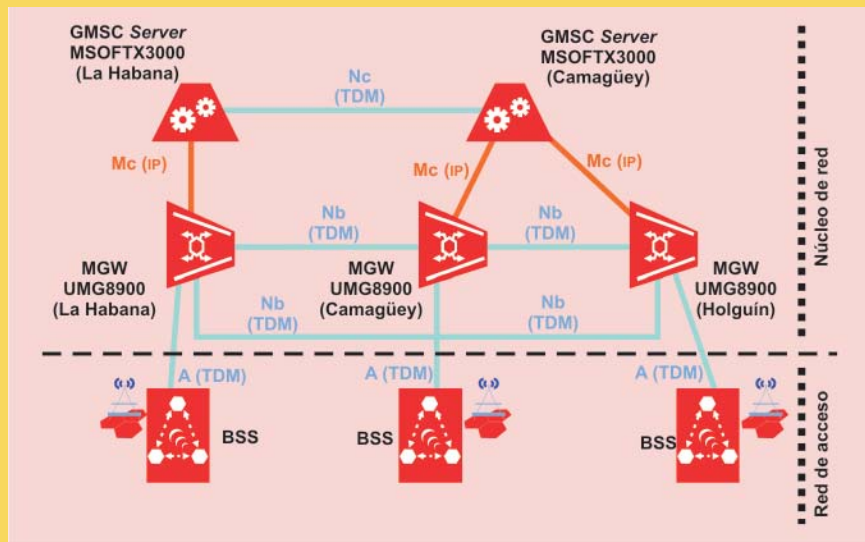 GMSC Server
MSOFTX3000
(La Habana)
GMSC Server
MSOFTX3000
(Camagüey)
Nc
(TDM)
Mc (IP)
Mc (IP)
Mc (IP)
Nb
(TDM)
Nb
(TDM)
MGW
UMG8900
(La Habana)
MGW
UMG8900
(Camagüey)
MGW
UMG8900
(Holguín)
Nb
(TDM)
Nb
(TDM)
Núcleo de red
A (TDM)
A (TDM)
A (TDM)
BSS
BSS
BSS
Red de acceso